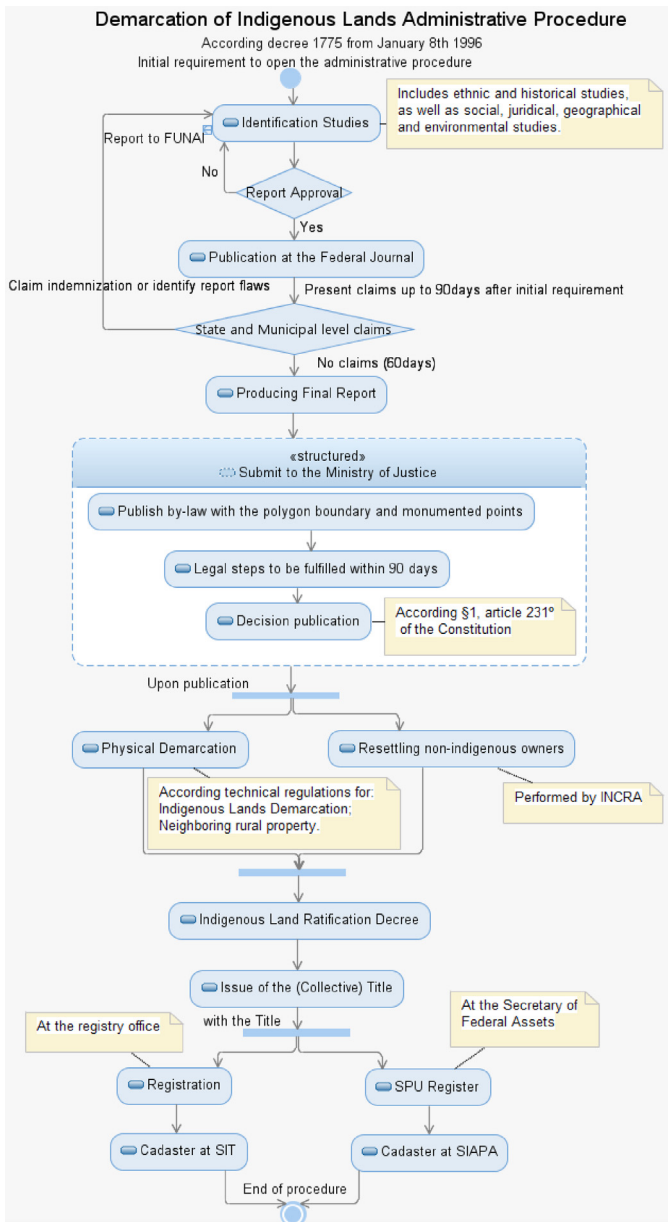 Demarcation of Indigenous Lands Administrative Procedure
According decree 1775 from January 8th 1996
Initial requirement to open the administrative procedure
Includes ethnic and historical studies,
as well as social, juridical, geographical
and environmental studies.
Identification Studies
Report to FUNAI
No
Report Approval
Yes
Publication at the Federal Journal
Claim indemnization or identify report flaws
Present claims up to 90days after initial requirement
State and Municipal level claims
No claims (60days)
Producing Final Report
«structured»
Submit to the Ministry of Justice
Publish by-law with the polygon boundary and monumented points
Legal steps to be fulfilled within 90 days
Decision publication
According §1, article 231º
of the Constitution
Upon publication
Physical Demarcation
Resettling non-indigenous owners
According technical regulations for:
Indigenous Lands Demarcation;
Neighboring rural property.
Performed by INCRA
Indigenous Land Ratification Decree
Issue of the (Collective) Title
At the registry office
with the Title
At the Secretary of
Federal Assets
Registration
SPU Register
Cadaster at SIT
Cadaster at SIAPA
End of procedure